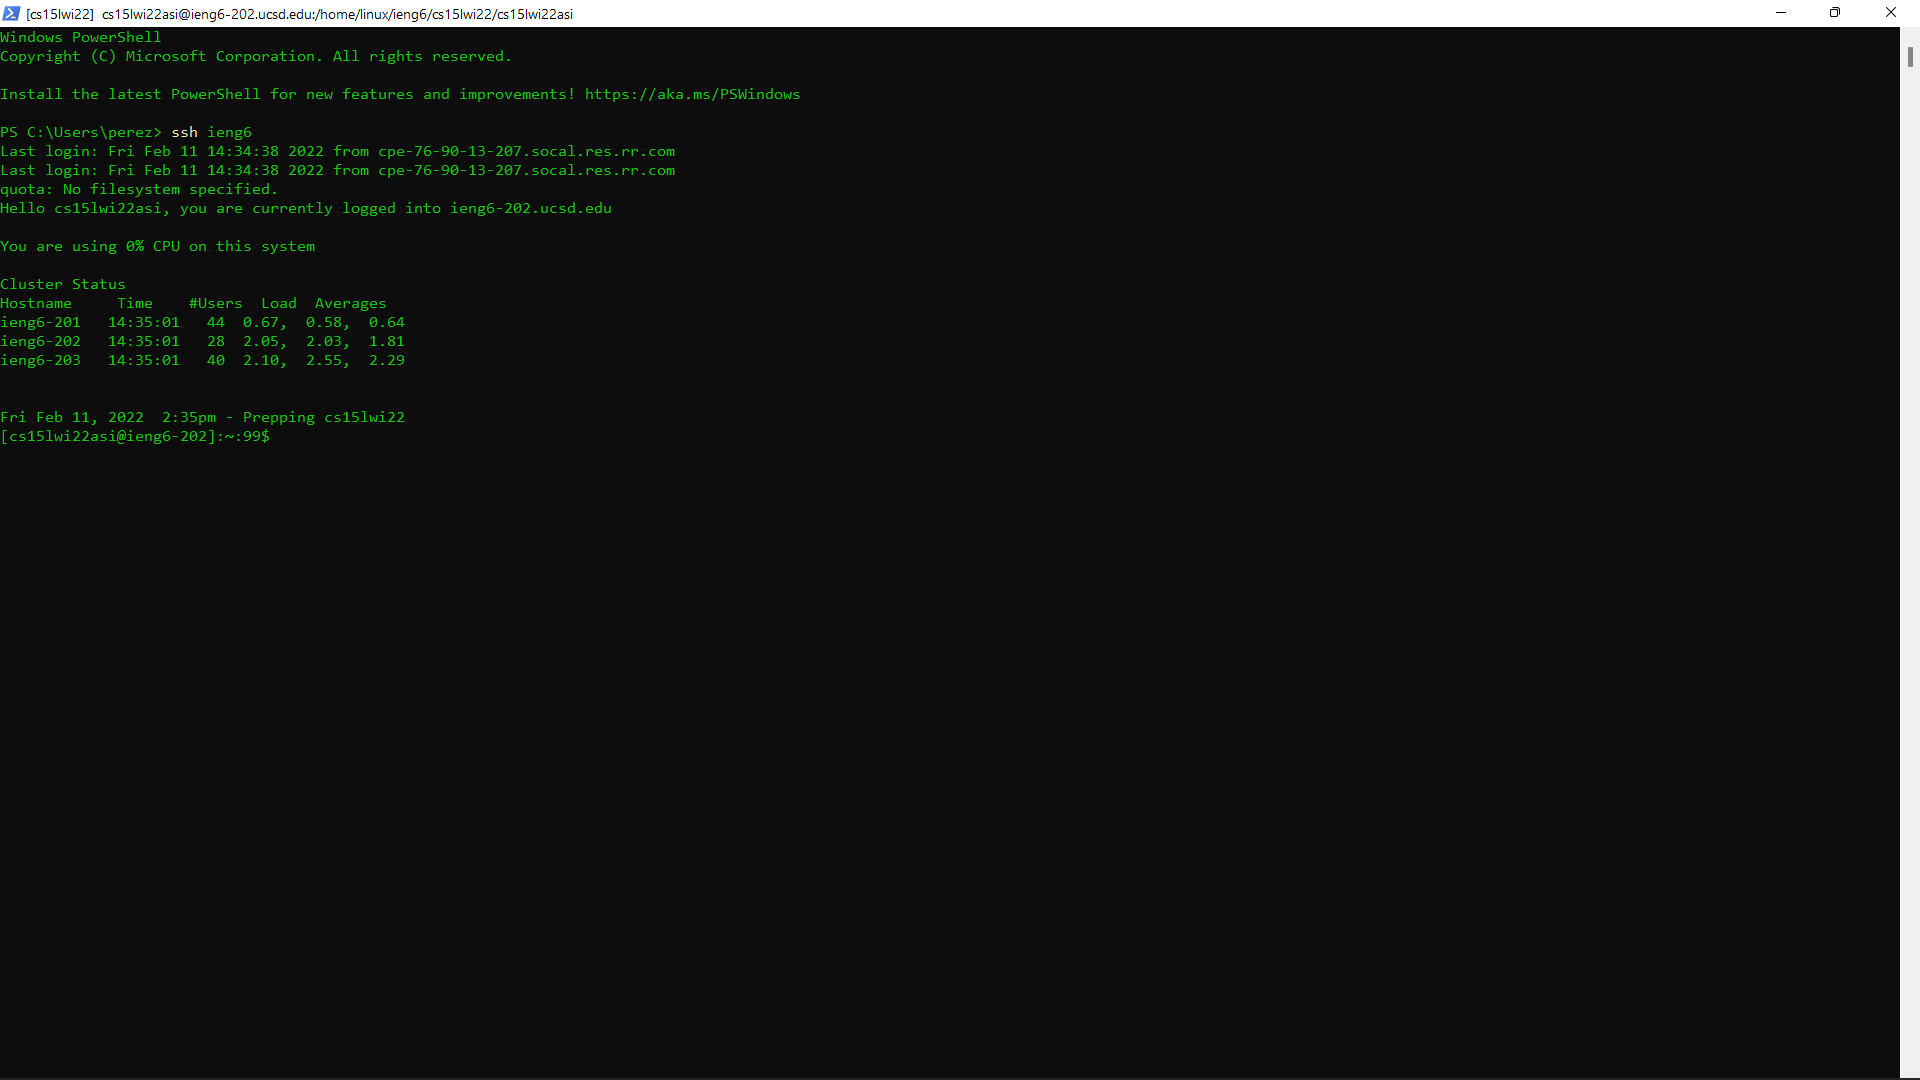 [cs15lwi22] cs15lwi22asi@ieng6-202.ucsd.edu:/home/linux/ieng6/cs15lwi22/cs15lwi22asi
Windows PowerShell
Copyright (C) Microsoft Corporation. All rights reserved.
Install the latest PowerShell for new features and improvements! https://aka.ms/PSWindows
PS C:\Users\perez> ssh ieng6
Last login: Fri Feb 11 14:34:38 2022 from cpe-76-90-13-207.socal.res.rr.com
Last login: Fri Feb 11 14:34:38 2022 from cpe-76-90-13-207.socal.res.rr.com
quota: No filesystem specified.
Hello cs15lwi22asi, you are currently logged into ieng6-202.ucsd.edu
You are using 0% CPU on this system
Cluster Status
Hostname     Time    #Users  Load  Averages
ieng6-201   14:35:01   44  0.67,  0.58,  0.64
ieng6-202   14:35:01   28  2.05,  2.03,  1.81
ieng6-203   14:35:01   40  2.10,  2.55,  2.29
Fri Feb 11, 2022  2:35pm - Prepping cs15lwi22
[cs15lwi22asi@ieng6-202]:~:99$